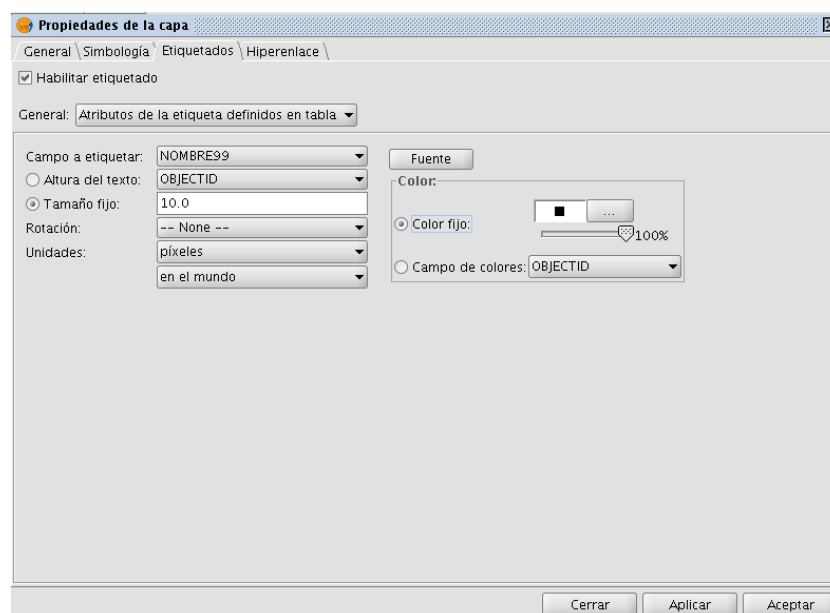 Propiedades de la capa
General Simbología Etiquetados Hiperenlace
Habilitar etiquetado
General: Atributos de la etiqueta definidos en tabla
Campo a etiquetar: NOMBRE99
Altura del texto: OBJECTID
Tamaño fijo: 10.0
Rotación: -- None --
Unidades: píxeles
en el mundo
Fuente
Color:
Color fijo: ...
100%
Campo de colores: OBJECTID
Cerrar Aplicar Aceptar